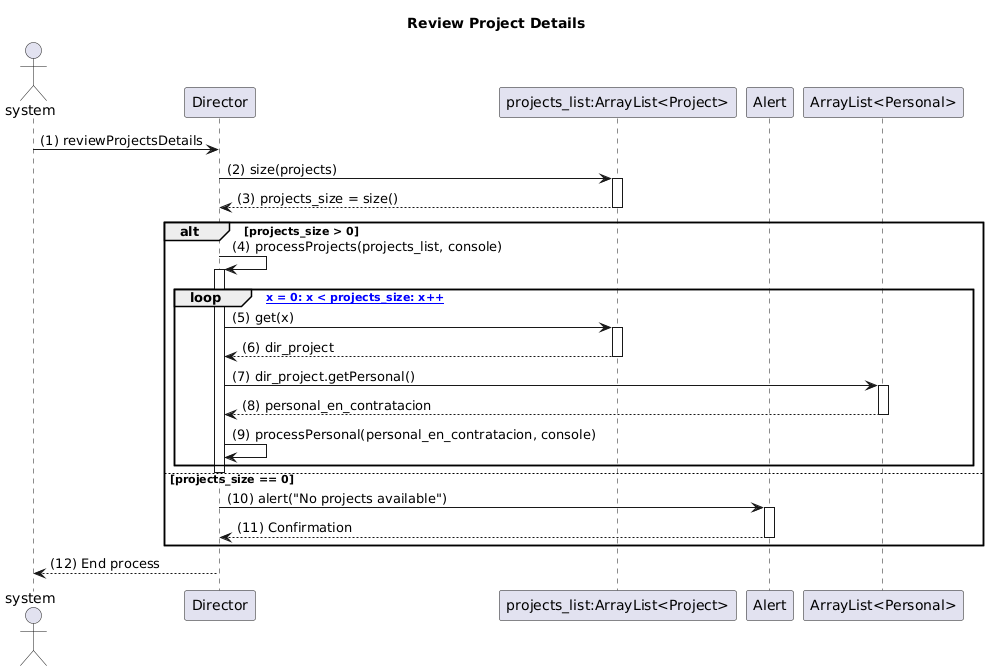 Review Project Details
system
Director
projects_list:ArrayList<Project>
Alert
ArrayList<Personal>
(1) reviewProjectsDetails
(2) size(projects)
(3) projects_size = size()
alt
[projects_size > 0]
(4) processProjects(projects_list, console)
loop
x = 0: x < projects_size: x++
(5) get(x)
(6) dir_project
(7) dir_project.getPersonal()
(8) personal_en_contratacion
(9) processPersonal(personal_en_contratacion, console)
[projects_size == 0]
(10) alert("No projects available")
(11) Confirmation
(12) End process
system
Director
projects_list:ArrayList<Project>
Alert
ArrayList<Personal>